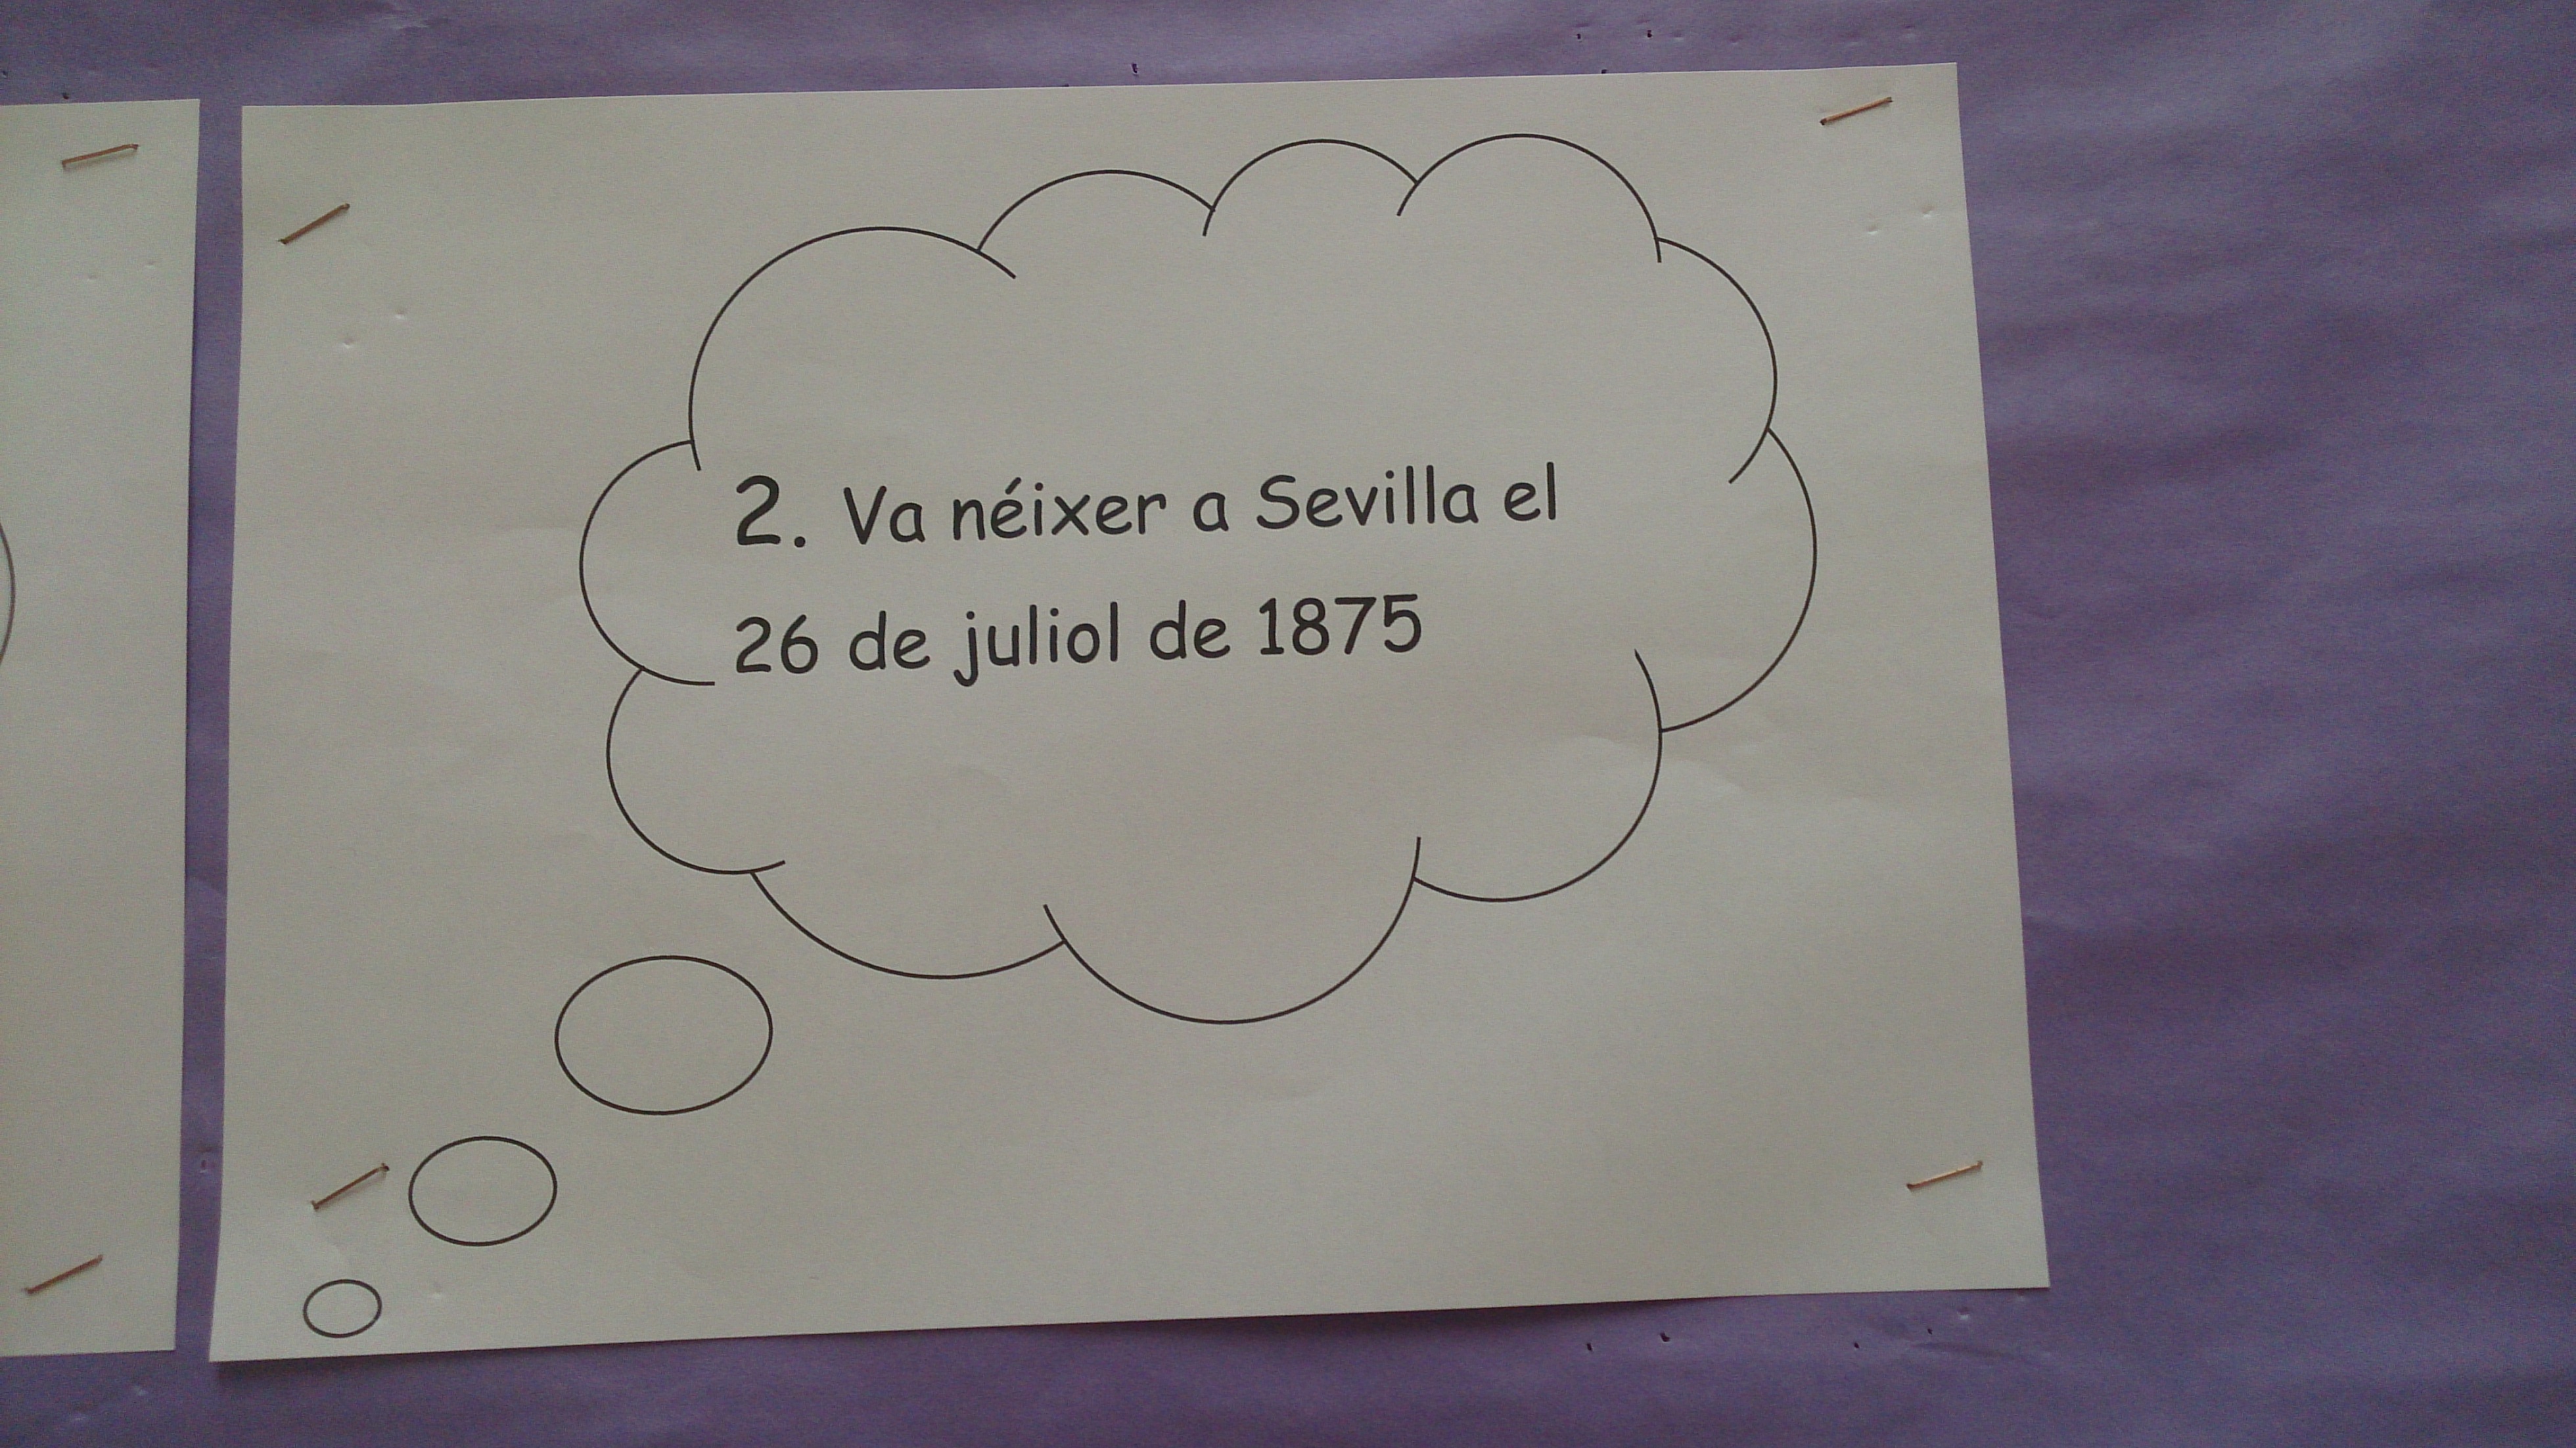 2. Va néixer a Sevilla el
26 de juliol de 1875